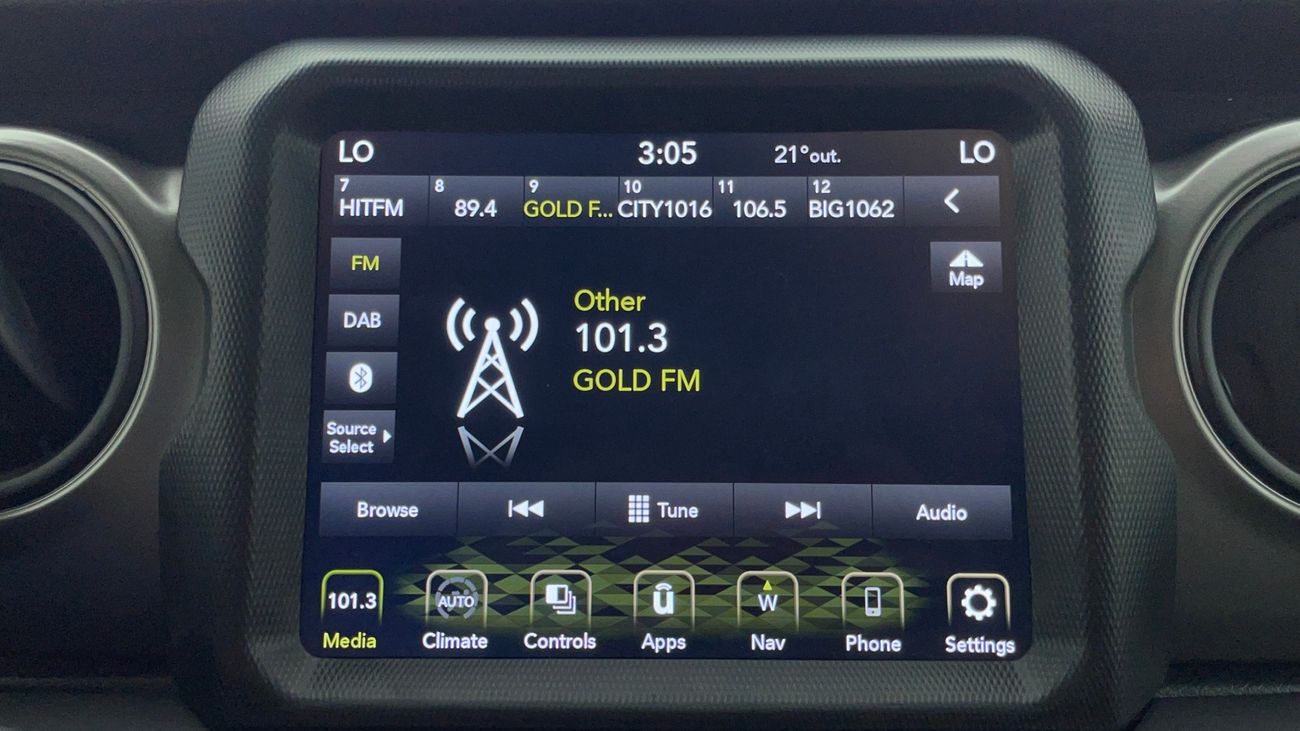 LO 3:05 21°out. LO
7 8 9 10 11 12
HITFM 89.4 GOLD F... CITY1016 106.5 BIG1062
FM
Map
DAB
Other
101.3
GOLD FM
Source
Select
Browse Tune Audio
101.3 AUTO u W
Media Climate Controls Apps Nav Phone Settings